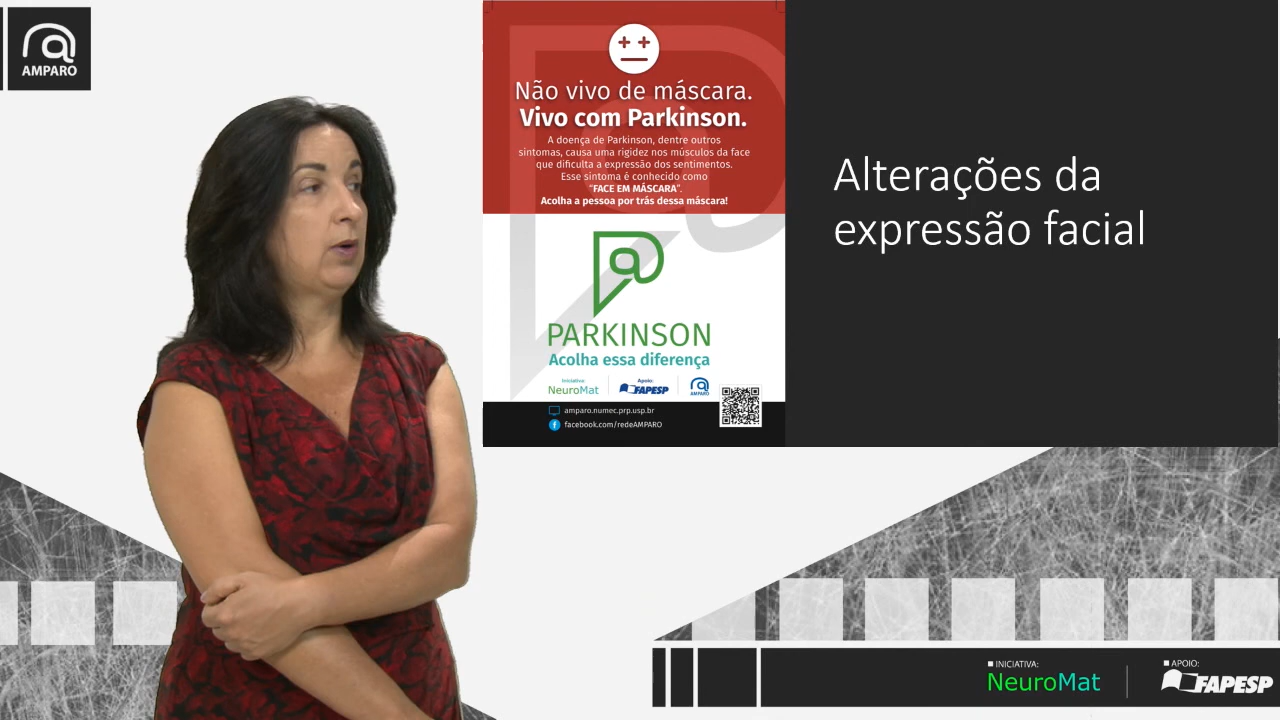 AMPARO
Não vivo de máscara.
Vivo com Parkinson.
A doença de Parkinson, dentre outros
sintomas, causa uma rigidez nos músculos da face
que dificulta a expressão dos sentimentos.
Esse sintoma é conhecido como
"FACE EM MÁSCARA".
Acolha a pessoa por trás dessa máscara!
PARKINSON
Acolha essa diferença
Iniciativa:
NeuroMat
Apoio:
FAPESP
AMPARO
amparo.numec.prp.usp.br
facebook.com/redeAMPARO
Alterações da
expressão facial
INICIATIVA:
NeuroMat
APOIO:
FAPESP